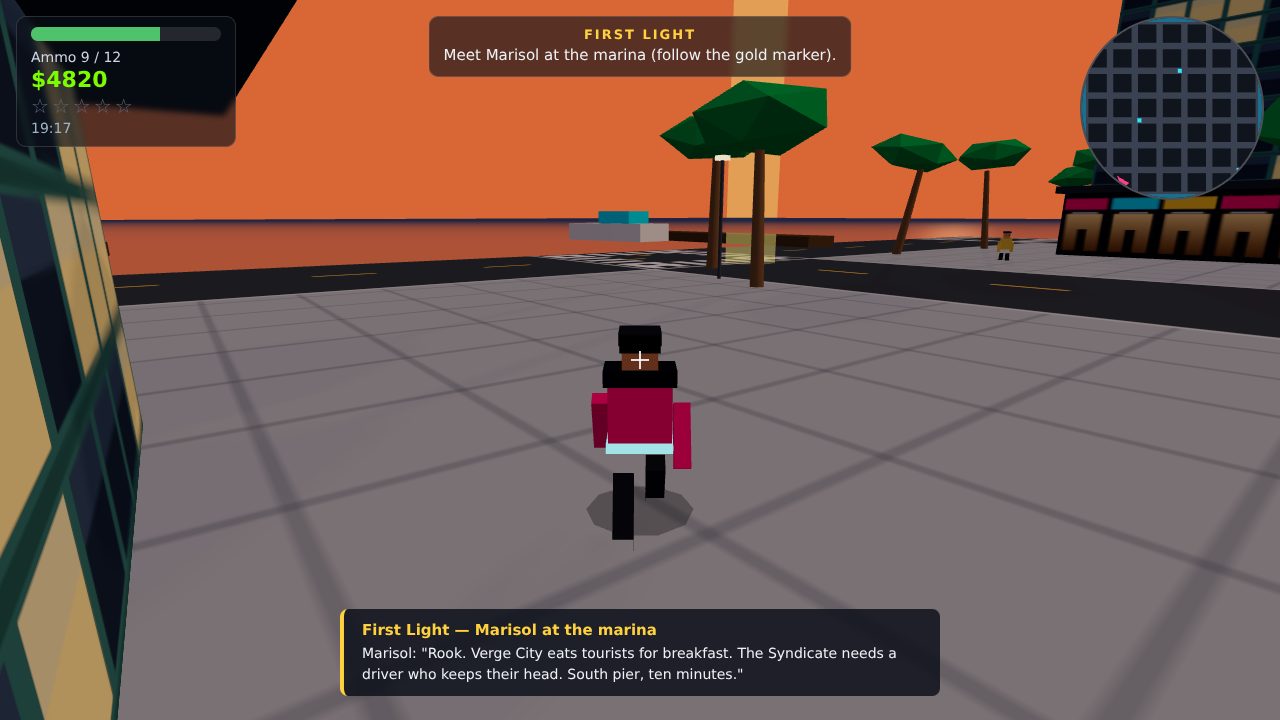 Ammo 9 / 12
$4820
☆☆☆☆☆
19:17
FIRST LIGHT
Meet Marisol at the marina (follow the gold marker).
First Light — Marisol at the marina
Marisol: "Rook. Verge City eats tourists for breakfast. The Syndicate needs a
driver who keeps their head. South pier, ten minutes."